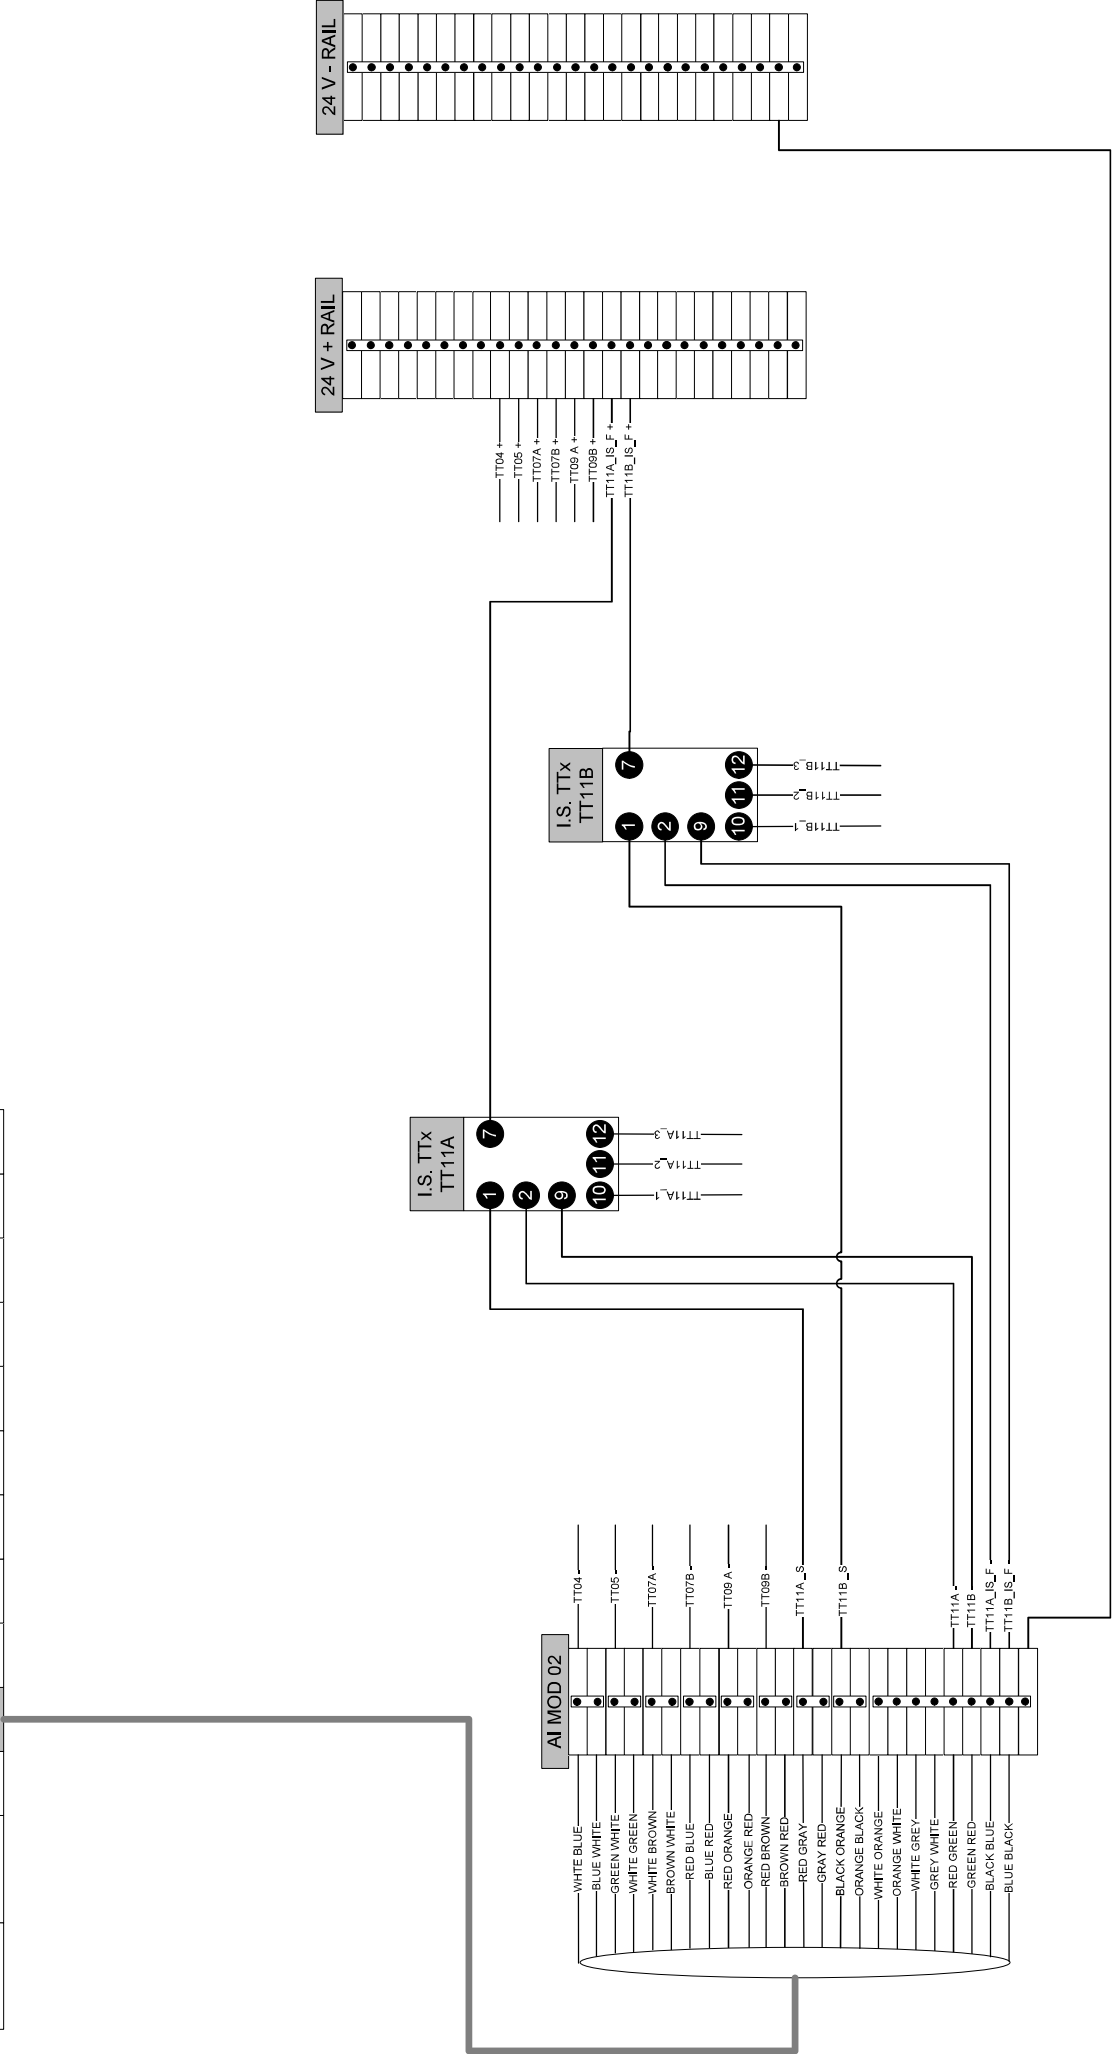 24 V - RAIL
24 V + RAIL
TT04 +
TT05 +
TT07A +
TT07B +
TT09 A +
TT09B +
TT11A_IS_F +
TT11B_IS_F +
I.S. TTx
TT11B
7
12
11
1
2
9
10
TT11B_3
TT11B_2
TT11B_1
I.S. TTx
TT11A
7
12
11
1
2
9
10
TT11A_3
TT11A_2
TT11A_1
TT04 -
TT05 -
TT07A -
TT07B -
TT09 A -
TT09B -
TT11A_S
TT11B_S
TT11A -
TT11B
TT11A_IS_F
TT11B_IS_F
AI MOD 02
WHTE BLUE
BLUE WHITE
GREEN WHITE
WHITE GREEN
WHITE BROWN
BROWN WHITE
RED BLUE
BLUE RED
RED ORANGE
ORANGE RED
RED BROWN
BROWN RED
RED GRAY
GRAY RED
BLACK ORANGE
ORANGE BLACK
WHITE ORANGE
ORANGE WHITE
WHITE GREY
GREY WHITE
RED GREEN
GREEN RED
BLACK BLUE
BLUE BLACK